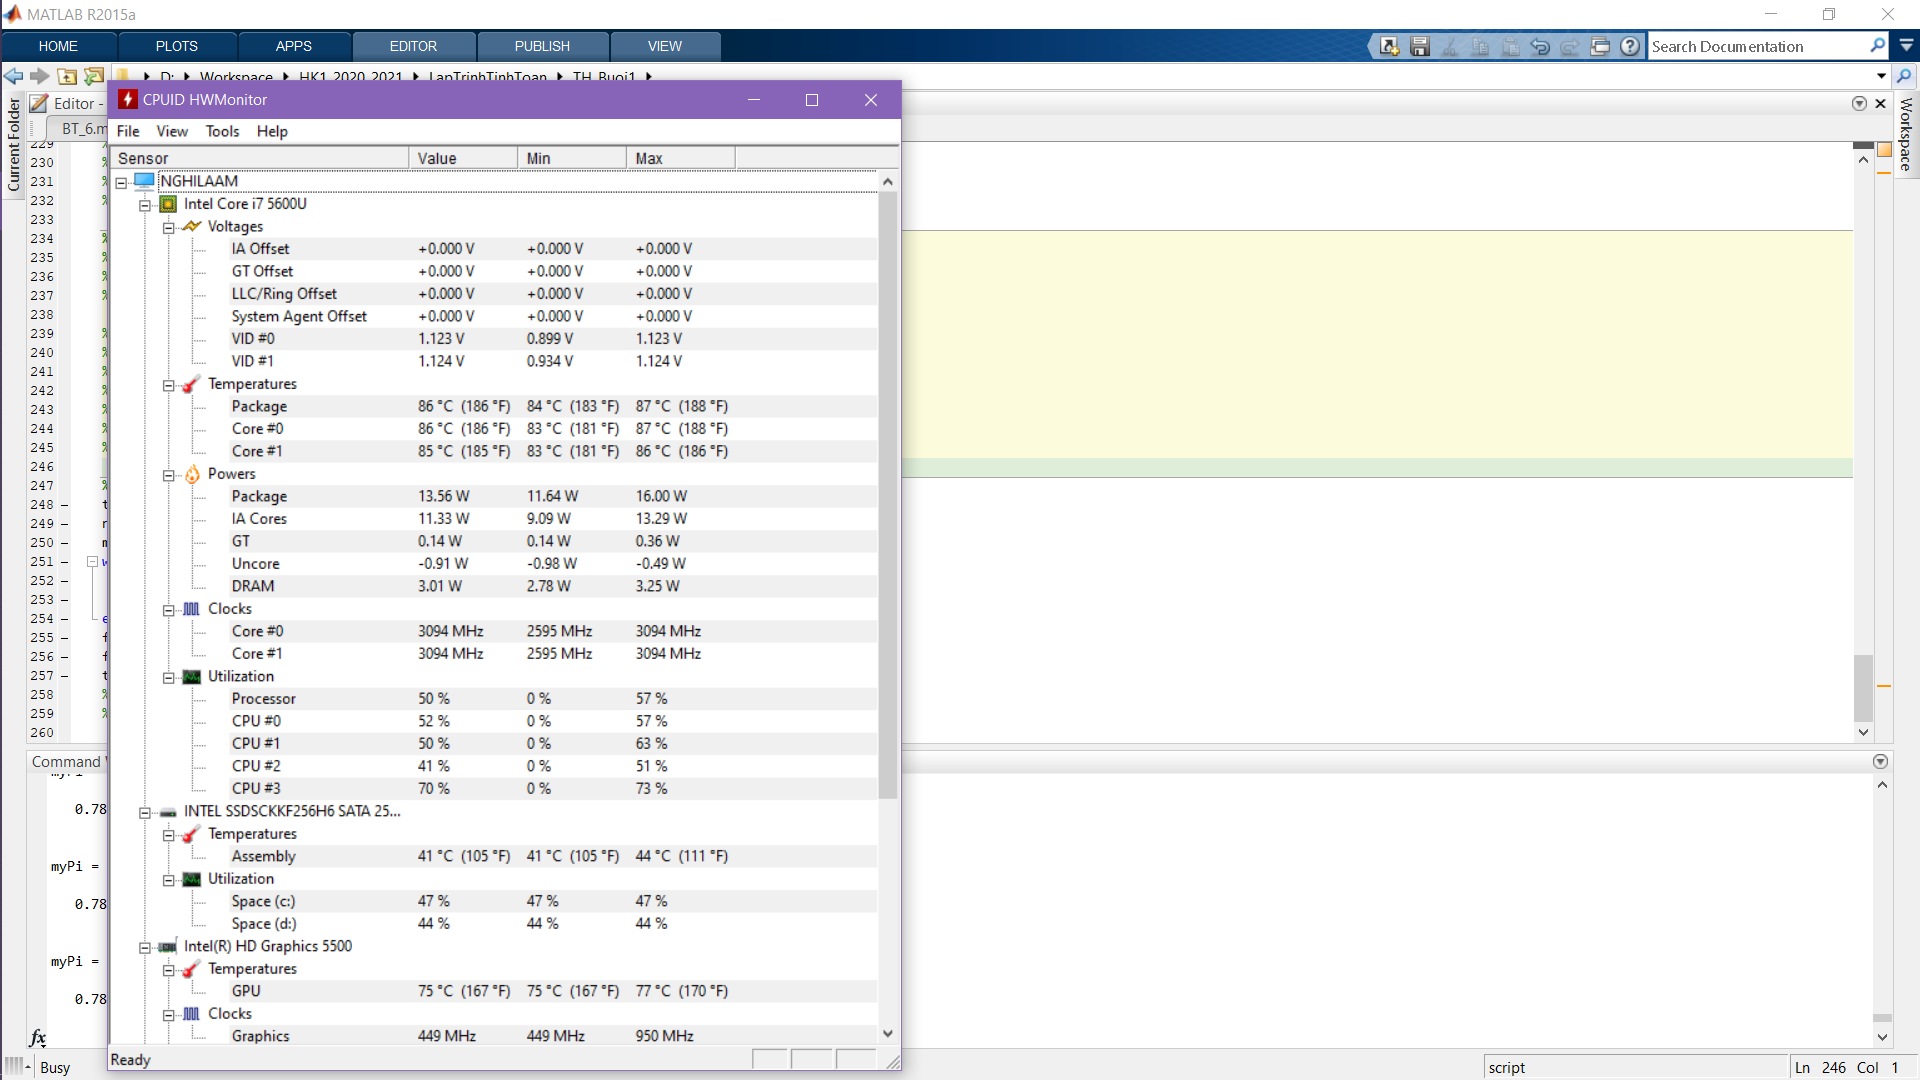 MATLAB R2015a
HOME PLOTS APPS EDITOR PUBLISH VIEW
Search Documentation
D: Workspace HK1_2020_2021 LapTrinhTinhToan TH_Buoi1
Current Folder
Editor -
BT_6.m
Workspace
CPUID HWMonitor
File View Tools Help
Sensor Value Min Max
NGHILAAM
Intel Core i7 5600U
Voltages
IA Offset +0.000 V +0.000 V +0.000 V
GT Offset +0.000 V +0.000 V +0.000 V
LLC/Ring Offset +0.000 V +0.000 V +0.000 V
System Agent Offset +0.000 V +0.000 V +0.000 V
VID #0 1.123 V 0.899 V 1.123 V
VID #1 1.124 V 0.934 V 1.124 V
Temperatures
Package 86 °C (186 °F) 84 °C (183 °F) 87 °C (188 °F)
Core #0 86 °C (186 °F) 83 °C (181 °F) 87 °C (188 °F)
Core #1 85 °C (185 °F) 83 °C (181 °F) 86 °C (186 °F)
Powers
Package 13.56 W 11.64 W 16.00 W
IA Cores 11.33 W 9.09 W 13.29 W
GT 0.14 W 0.14 W 0.36 W
Uncore -0.91 W -0.98 W -0.49 W
DRAM 3.01 W 2.78 W 3.25 W
Clocks
Core #0 3094 MHz 2595 MHz 3094 MHz
Core #1 3094 MHz 2595 MHz 3094 MHz
Utilization
Processor 50 % 0 % 57 %
CPU #0 52 % 0 % 57 %
CPU #1 50 % 0 % 63 %
CPU #2 41 % 0 % 51 %
CPU #3 70 % 0 % 73 %
INTEL SSDSCKKF256H6 SATA 25...
Temperatures
Assembly 41 °C (105 °F) 41 °C (105 °F) 44 °C (111 °F)
Utilization
Space (c:) 47 % 47 % 47 %
Space (d:) 44 % 44 % 44 %
Intel(R) HD Graphics 5500
Temperatures
GPU 75 °C (167 °F) 75 °C (167 °F) 77 °C (170 °F)
Clocks
Graphics 449 MHz 449 MHz 950 MHz
Ready
229 %
230 %
231 %
232 %
233
234 %
235 %
236 %
237 %
238
239 %
240 %
241 %
242 %
243 %
244 %
245 %
246
247 %
248 – t
249 – r
250 – m
251 – w
252 –
253 –
254 – e
255 – f
256 – f
257 – t
258 %
259 %
260
Command
myPi
0.78
myPi =
0.78
myPi =
0.78
fx
Busy
script
Ln 246 Col 1